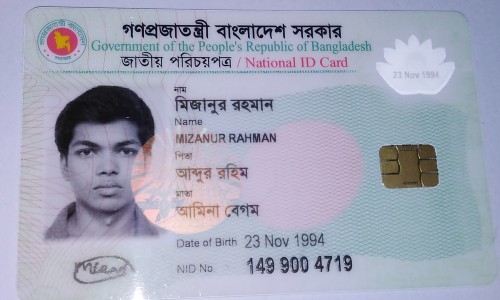 গণপ্রজাতন্ত্রী বাংলাদেশ সরকার
Government of the People's Republic of Bangladesh
জাতীয় পরিচয়পত্র / National ID Card
23 Nov 1994
নাম
মিজানুর রহমান
Name
MIZANUR RAHMAN
পিতা
আব্দুর রহিম
মাতা
আমিনা বেগম
Date of Birth 23 Nov 1994
NID No. 149 900 4719